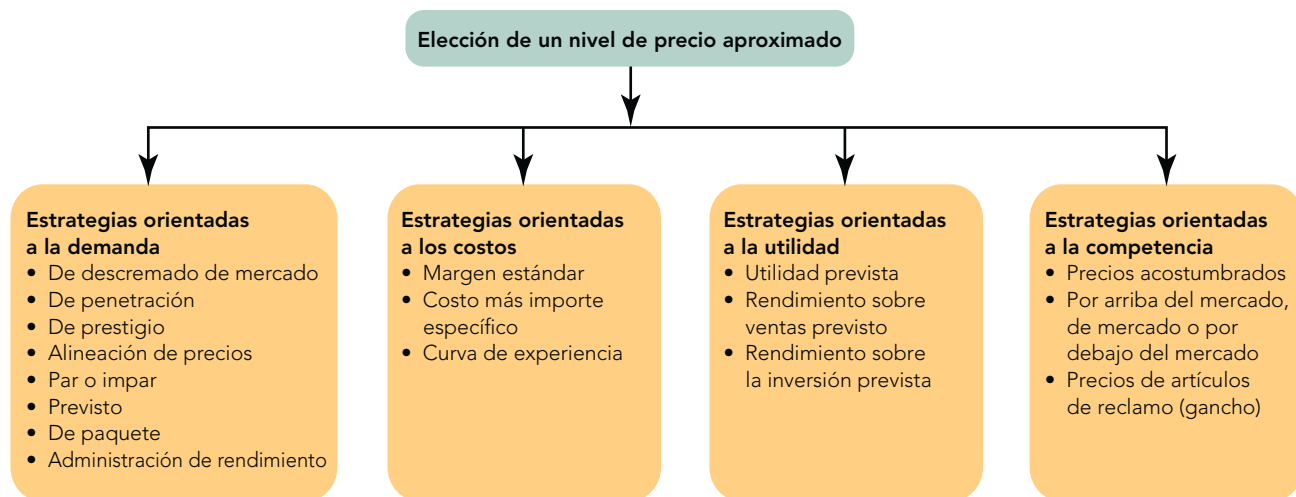 Elección de un nivel de precio aproximado
Estrategias orientadas
a la demanda
• De descremado de mercado
• De penetración
• De prestigio
• Alineación de precios
• Par o impar
• Previsto
• De paquete
• Administración de rendimiento
Estrategias orientadas
a los costos
• Margen estándar
• Costo más importe
específico
• Curva de experiencia
Estrategias orientadas
a la utilidad
• Utilidad prevista
• Rendimiento sobre
ventas previsto
• Rendimiento sobre
la inversión prevista
Estrategias orientadas
a la competencia
• Precios acostumbrados
• Por arriba del mercado,
de mercado o por
debajo del mercado
• Precios de artículos
de reclamo (gancho)